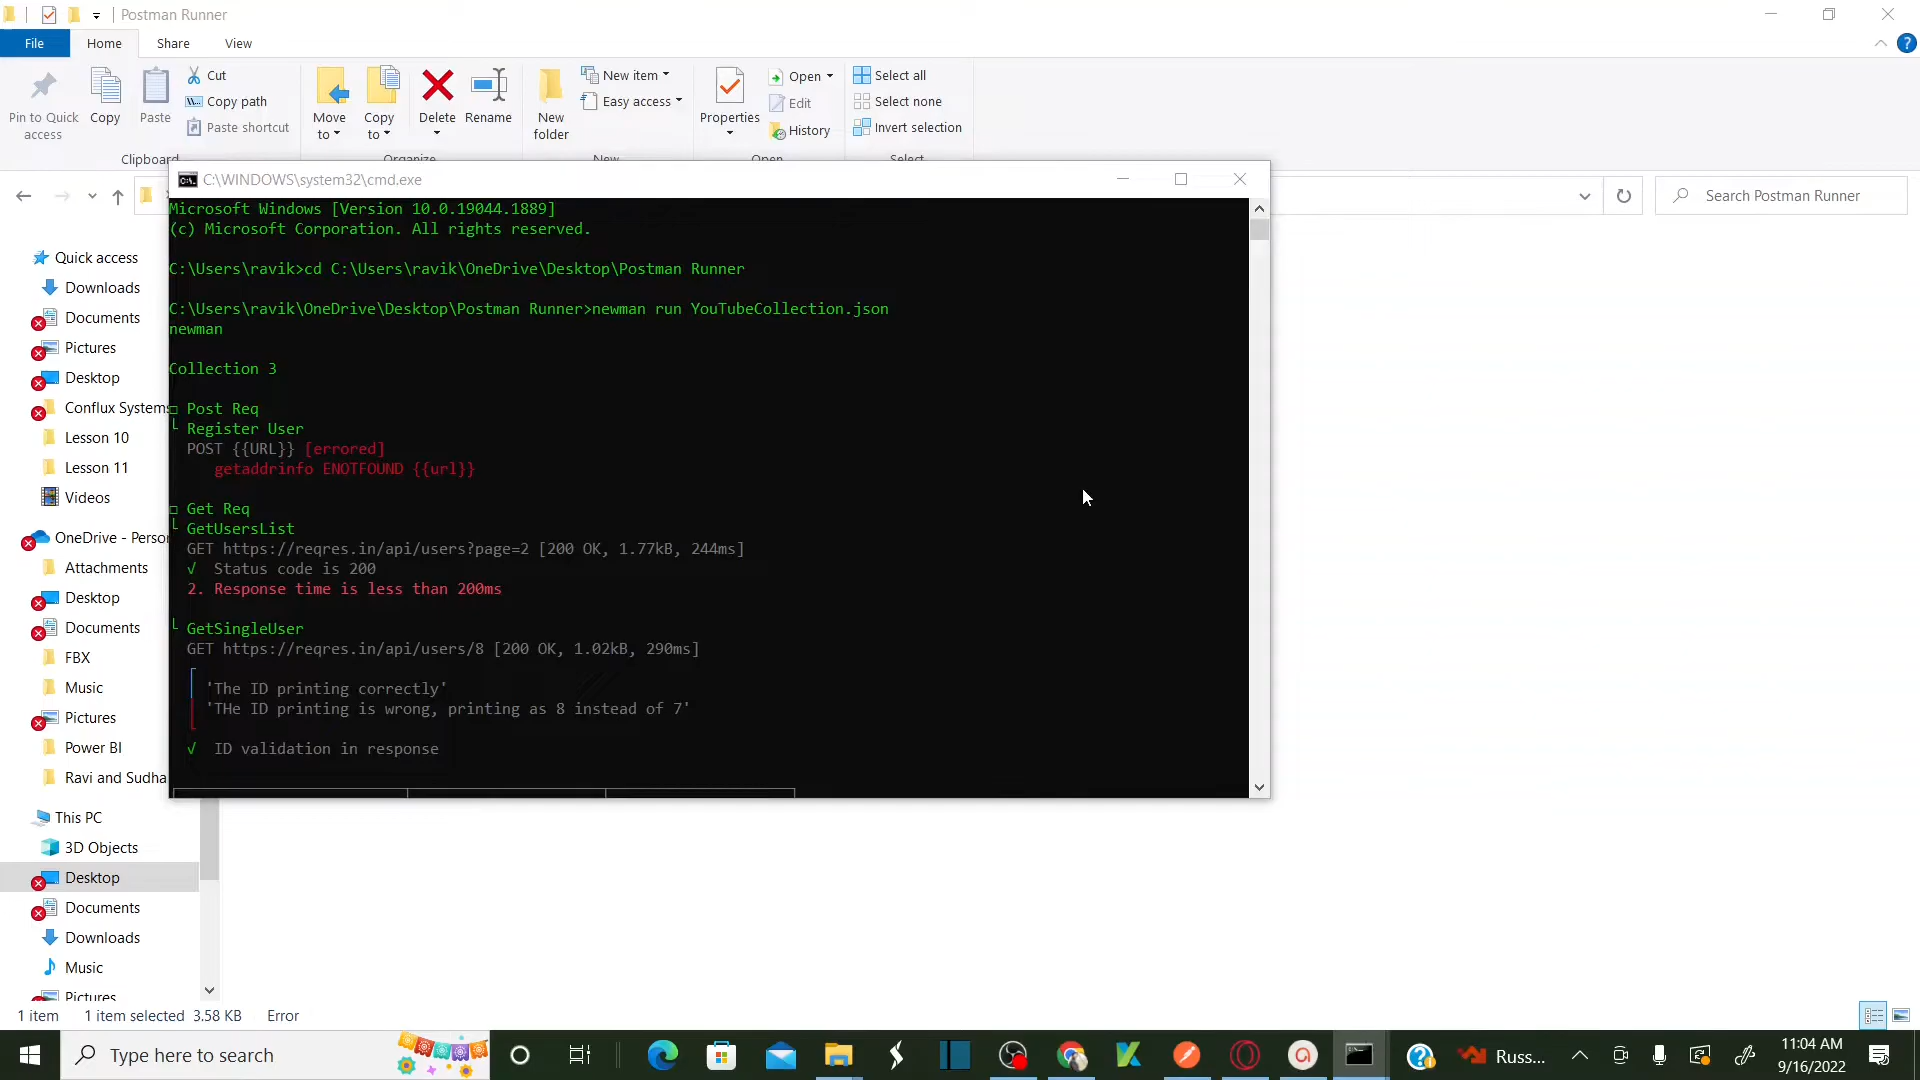 Postman Runner
File
Home
Share
View
Pin to Quick access
Copy
Paste
Cut
Copy path
Paste shortcut
Clipboard
Move to
Copy to
Delete
Rename
Organize
New folder
New item
Easy access
New
Properties
Open
Edit
History
Open
Select all
Select none
Invert selection
Select
Search Postman Runner
C:\WINDOWS\system32\cmd.exe
Microsoft Windows [Version 10.0.19044.1889]
(c) Microsoft Corporation. All rights reserved.
C:\Users\ravik>cd C:\Users\ravik\OneDrive\Desktop\Postman Runner
C:\Users\ravik\OneDrive\Desktop\Postman Runner>newman run YouTubeCollection.json
newman
Collection 3
□ Post Req
└ Register User
POST {{URL}} [errored]
getaddrinfo ENOTFOUND {{url}}
□ Get Req
└ GetUsersList
GET https://reqres.in/api/users?page=2 [200 OK, 1.77kB, 244ms]
√ Status code is 200
2. Response time is less than 200ms
└ GetSingleUser
GET https://reqres.in/api/users/8 [200 OK, 1.02kB, 290ms]
'The ID printing correctly'
'THe ID printing is wrong, printing as 8 instead of 7'
√ ID validation in response
Quick access
Downloads
Documents
Pictures
Desktop
Conflux Systems
Lesson 10
Lesson 11
Videos
OneDrive - Person
Attachments
Desktop
Documents
FBX
Music
Pictures
Power BI
Ravi and Sudha
This PC
3D Objects
Desktop
Documents
Downloads
Music
Pictures
1 item
1 item selected 3.58 KB
Error
Type here to search
Russ...
11:04 AM
9/16/2022